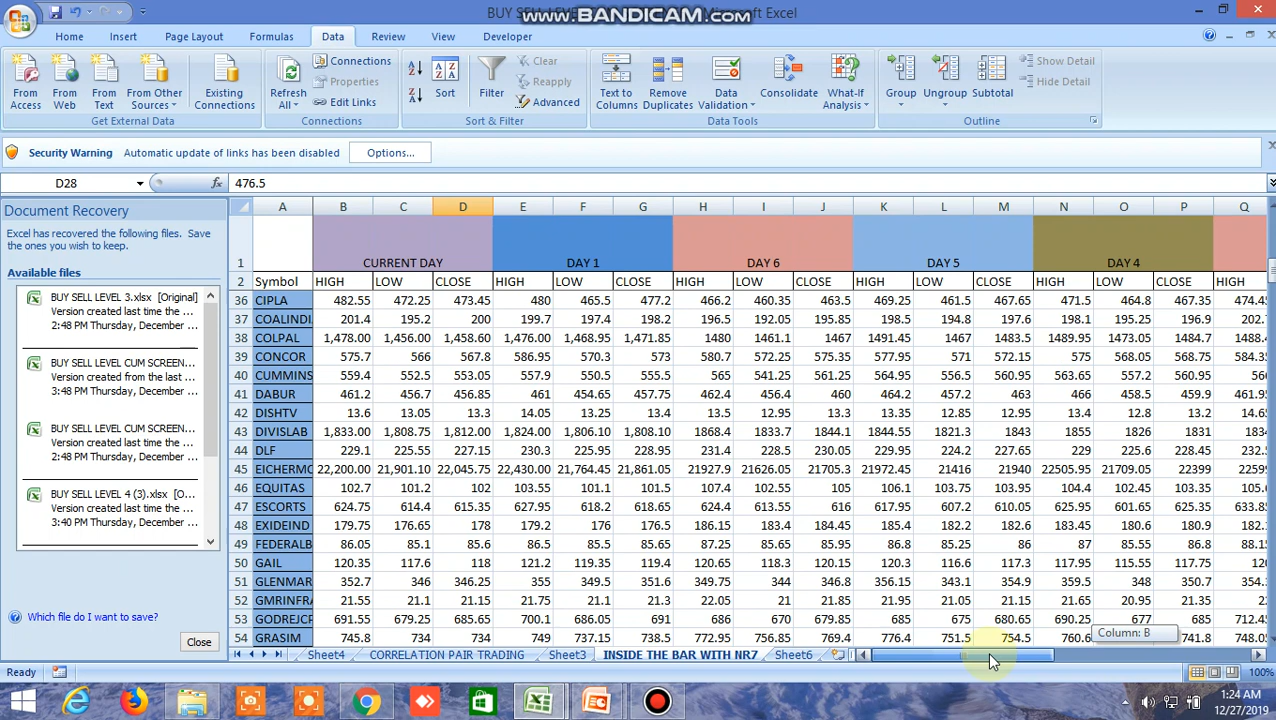 BUY SELL LEVEL
Microsoft Excel
www.BANDICAM.com
Home Insert Page Layout Formulas Data Review View Developer
From Access
From Web
From Text
From Other Sources
Existing Connections
Get External Data
Refresh All
Connections
Properties
Edit Links
Connections
Sort
Filter
Clear
Reapply
Advanced
Sort & Filter
Text to Columns
Remove Duplicates
Data Validation
Consolidate
What-If Analysis
Data Tools
Group
Ungroup
Subtotal
Show Detail
Hide Detail
Outline
Security Warning Automatic update of links has been disabled Options...
D28 fx 476.5
Document Recovery
Excel has recovered the following files. Save the ones you wish to keep.
Available files
BUY SELL LEVEL 3.xlsx [Original]
Version created last time the ...
2:48 PM Thursday, December ...
BUY SELL LEVEL CUM SCREEN...
Version created from the last ...
3:48 PM Thursday, December ...
BUY SELL LEVEL CUM SCREEN...
Version created last time the ...
2:48 PM Thursday, December ...
BUY SELL LEVEL 4 (3).xlsx [O...
Version created last time the ...
3:40 PM Thursday, December ...
Which file do I want to save?
Close
A B C D E F G H I J K L M N O P Q
1 CURRENT DAY DAY 1 DAY 6 DAY 5 DAY 4
2 Symbol HIGH LOW CLOSE HIGH LOW CLOSE HIGH LOW CLOSE HIGH LOW CLOSE HIGH LOW CLOSE HIGH
36 CIPLA 482.55 472.25 473.45 480 465.5 477.2 466.2 460.35 463.5 469.25 461.5 467.65 471.5 464.8 467.35 474.45
37 COALINDI 201.4 195.2 200 199.7 197.4 198.2 196.5 192.05 195.85 198.5 194.8 197.6 198.1 195.25 196.9 202.
38 COLPAL 1,478.00 1,456.00 1,458.60 1,476.00 1,468.95 1,471.85 1480 1461.1 1467 1491.45 1467 1483.5 1489.95 1473.05 1484.7 1488.
39 CONCOR 575.7 566 567.8 586.95 570.3 573 580.7 572.25 575.35 577.95 571 572.15 575 568.05 568.75 584.3
40 CUMMINS 559.4 552.5 553.05 557.9 550.5 555.5 565 541.25 561.25 564.95 556.5 560.95 563.65 557.2 560.95 56
41 DABUR 461.2 456.7 456.85 461 454.65 457.75 464.9 456.4 460 464.2 457.2 463 466 458.5 459.9 461.9
42 DISHTV 13.6 13.05 13.3 14.05 13.25 13.4 13.5 12.95 13.3 13.35 12.85 12.95 13.4 12.8 13.2 14.6
43 DIVISLAB 1,833.00 1,808.75 1,812.00 1,824.00 1,806.10 1,808.10 1868.4 1833.7 1844.1 1844.55 1821.3 1843 1855 1826 1831 183
44 DLF 229.1 225.55 227.15 230.3 225.95 228.95 231.4 228.5 230.05 229.95 224.2 227.65 229 225.6 228.45 232.
45 EICHERMO 22,200.00 21,901.10 22,045.75 22,430.00 21,764.45 21,861.05 21927.9 21626.05 21705.3 21972.45 21416 21940 22505.95 21709.05 22399 2259
46 EQUITAS 102.7 101.2 102 103.55 101.1 101.5 107.4 102.55 105 106.1 103.75 103.95 104.4 102.45 102.75 105.
47 ESCORTS 624.75 614.4 615.35 627.95 618.2 618.65 624.4 613.55 616 617.95 607.2 610.05 625.95 601.65 621.35 633.8
48 EXIDEIND 179.75 176.65 178 179.2 176 176.5 186.15 183.4 184.45 185.4 182.2 182.6 183.45 180.6 180.9 182.
49 FEDERALB 86.05 85.1 85.6 86.5 85.5 85.65 87.25 85.65 85.95 86.8 85.25 85.6 87 85.55 86.8 88.1
50 GAIL 120.35 117.6 118 121.2 119.35 119.4 120.65 118.3 120.15 120.3 116.6 117.3 117.95 115.55 117.55 121.
51 GLENMAR 352.7 346 346.25 355 349.5 351.65 349.75 344 346.8 356.15 343.1 354.9 359.5 348 350.7 354.
52 GMRINFRA 21.55 21.1 21.15 21.75 21.1 21.3 22.05 21 21.85 21.95 21.05 21.15 21.65 20.95 21.15 2
53 GODREJCP 691.55 679.25 685.65 700.1 686.05 691 686 677.7 679.35 685 675 680.65 690.25 677 685 712.4
54 GRASIM 745.8 734 734 749 737.15 738.5 772.95 756.85 769.4 776.4 751.5 754.5 760.6 741.8 748.0
Column: B
Sheet4 CORRELATION PAIR TRADING Sheet3 INSIDE THE BAR WITH NR7 Sheet6
Ready 100%
1:24 AM
12/27/2019